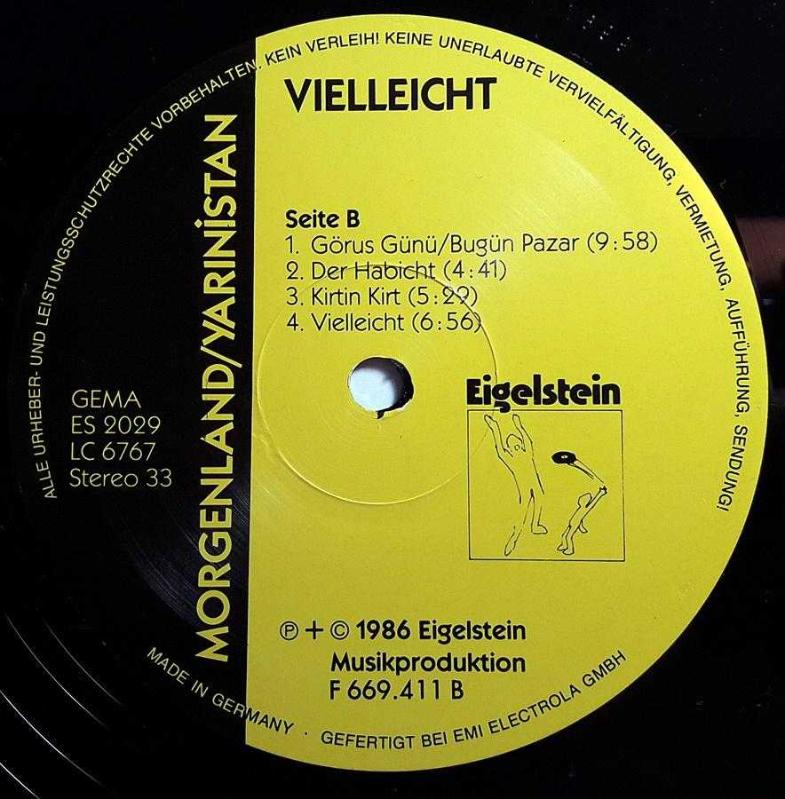 ALLE URHEBER- UND LEISTUNGSSCHUTZRECHTE VORBEHALTEN. KEIN VERLEIH! KEINE UNERLAUBTE VERVIELFÄLTIGUNG, VERMIETUNG, AUFFÜHRUNG, SENDUNG!
VIELLEICHT
MORGENLAND/YARINİSTAN
Seite B
1. Görus Günü/Bugün Pazar (9:58)
2. Der Habicht (4:41)
3. Kirtin Kirt (5:29)
4. Vielleicht (6:56)
GEMA
ES 2029
LC 6767
Stereo 33
Eigelstein
℗ + © 1986 Eigelstein
Musikproduktion
F 669.411 B
MADE IN GERMANY · GEFERTIGT BEI EMI ELECTROLA GMBH